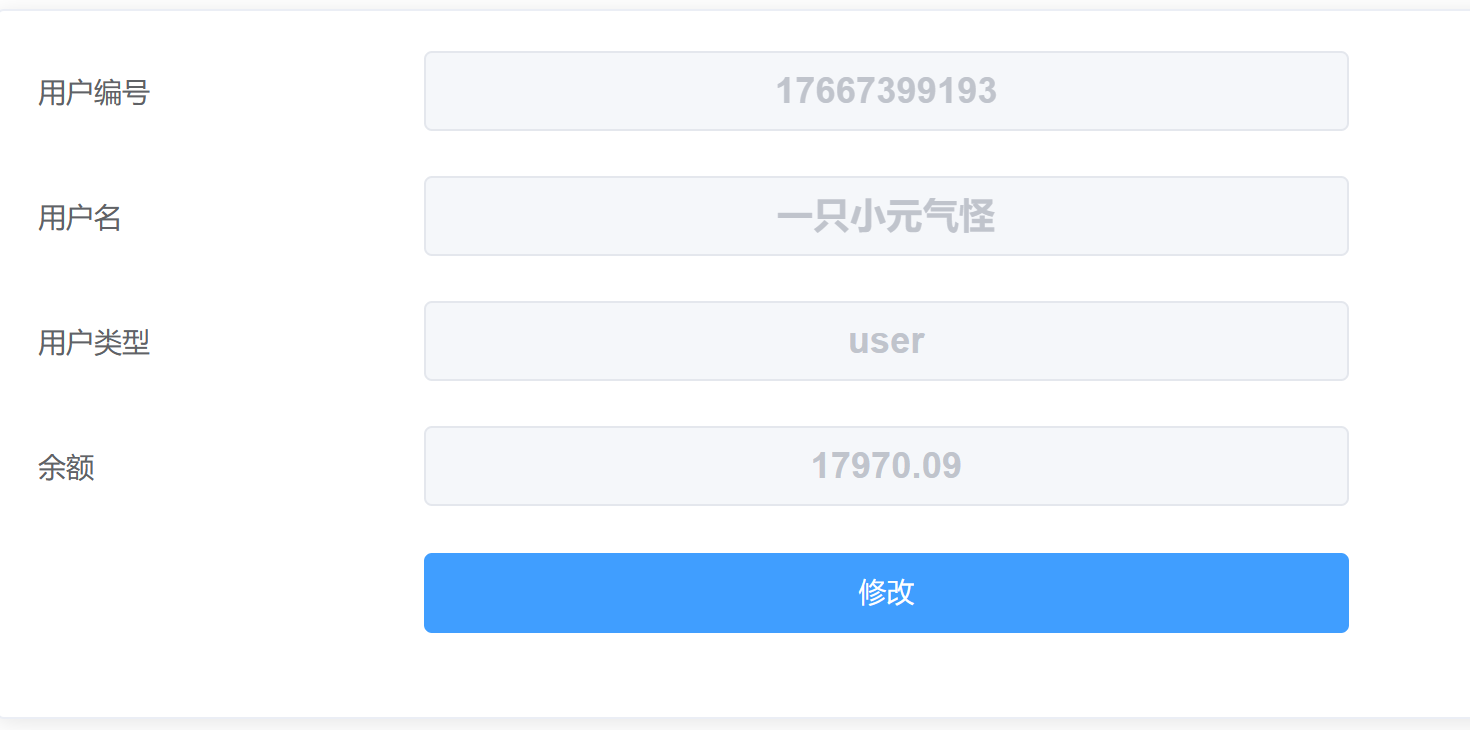 用户编号
17667399193
用户名
一只小元气怪
用户类型
user
余额
17970.09
修改